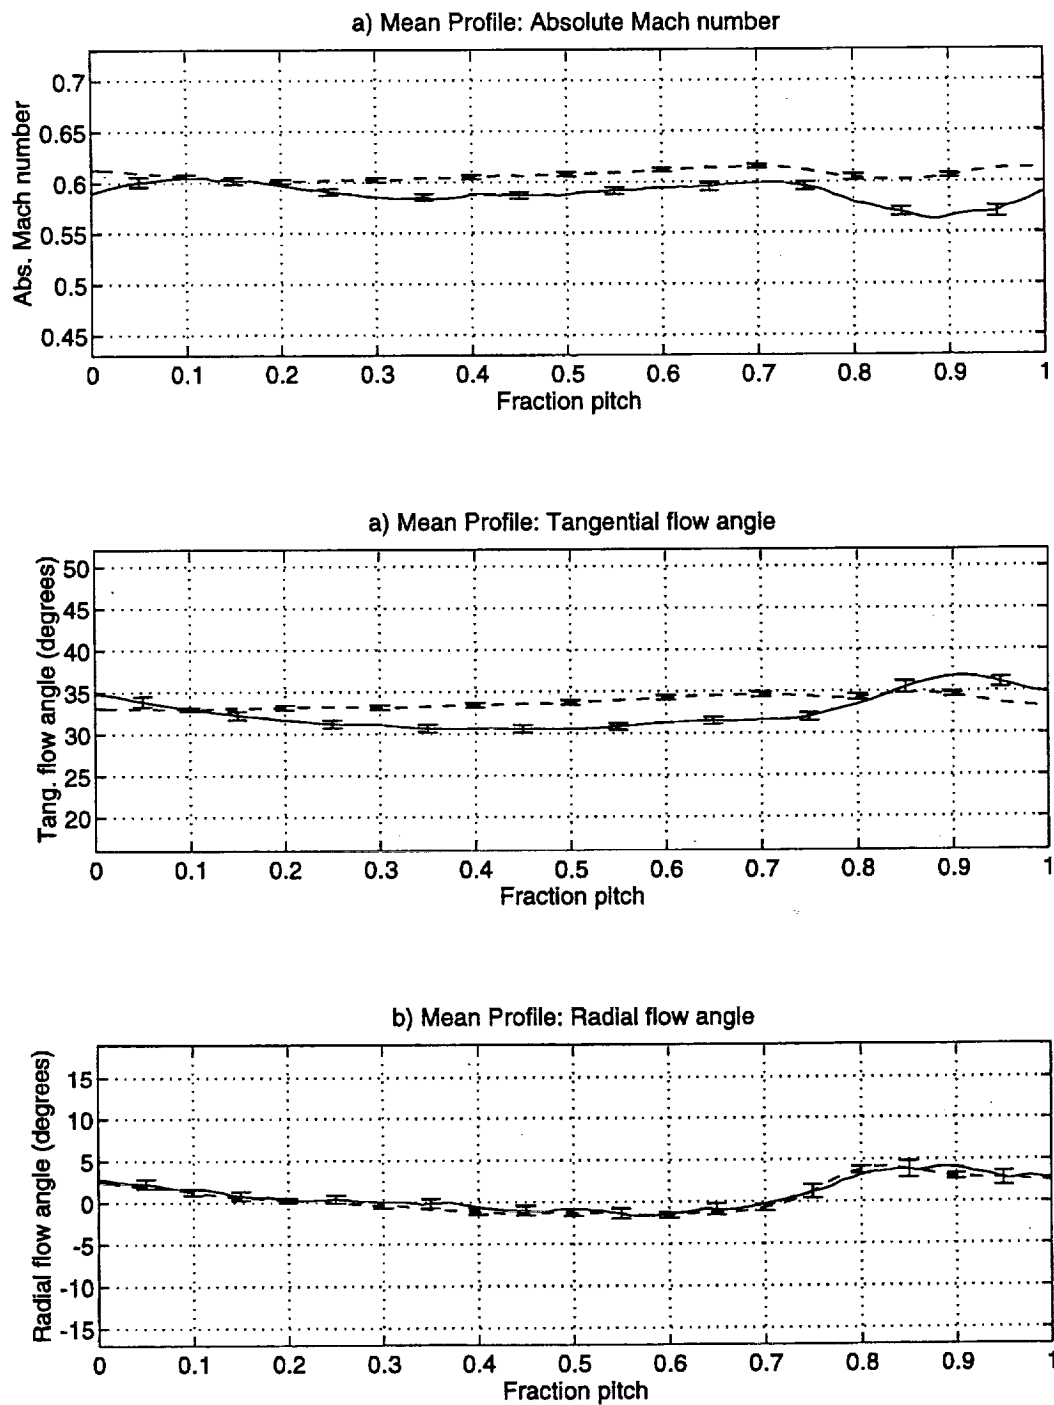 a) Mean Profile: Absolute Mach number
Abs. Mach number
0.7
0.65
0.6
0.55
0.5
0.45
0 0.1 0.2 0.3 0.4 0.5 0.6 0.7 0.8 0.9 1
Fraction pitch
a) Mean Profile: Tangential flow angle
Tang. flow angle (degrees)
50
45
40
35
30
25
20
0 0.1 0.2 0.3 0.4 0.5 0.6 0.7 0.8 0.9 1
Fraction pitch
b) Mean Profile: Radial flow angle
Radial flow angle (degrees)
15
10
5
0
-5
-10
-15
0 0.1 0.2 0.3 0.4 0.5 0.6 0.7 0.8 0.9 1
Fraction pitch